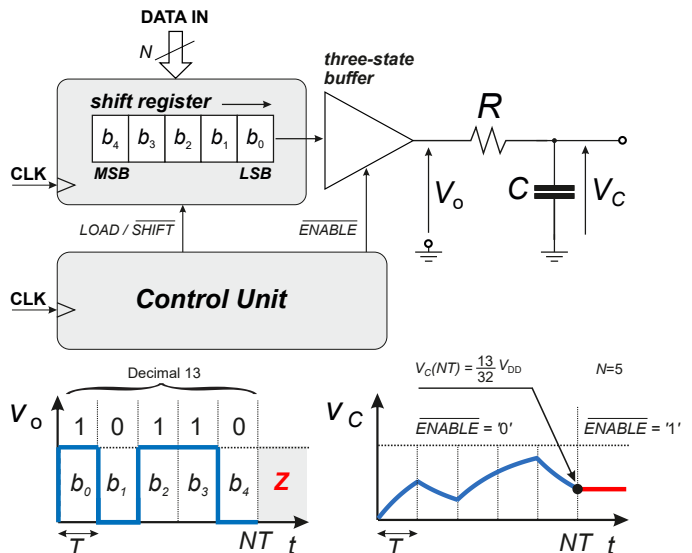 DATA IN
N
three-state
buffer
shift register
b4 b3 b2 b1 b0
MSB LSB
CLK
R
C
Vo
VC
LOAD / SHIFT
ENABLE
CLK
Control Unit
Decimal 13
Vo
1 0 1 1 0
b0 b1 b2 b3 b4 Z
T NT t
VC(NT) = 13/32 VDD
N=5
VC
ENABLE = '0' ENABLE = '1'
T NT t